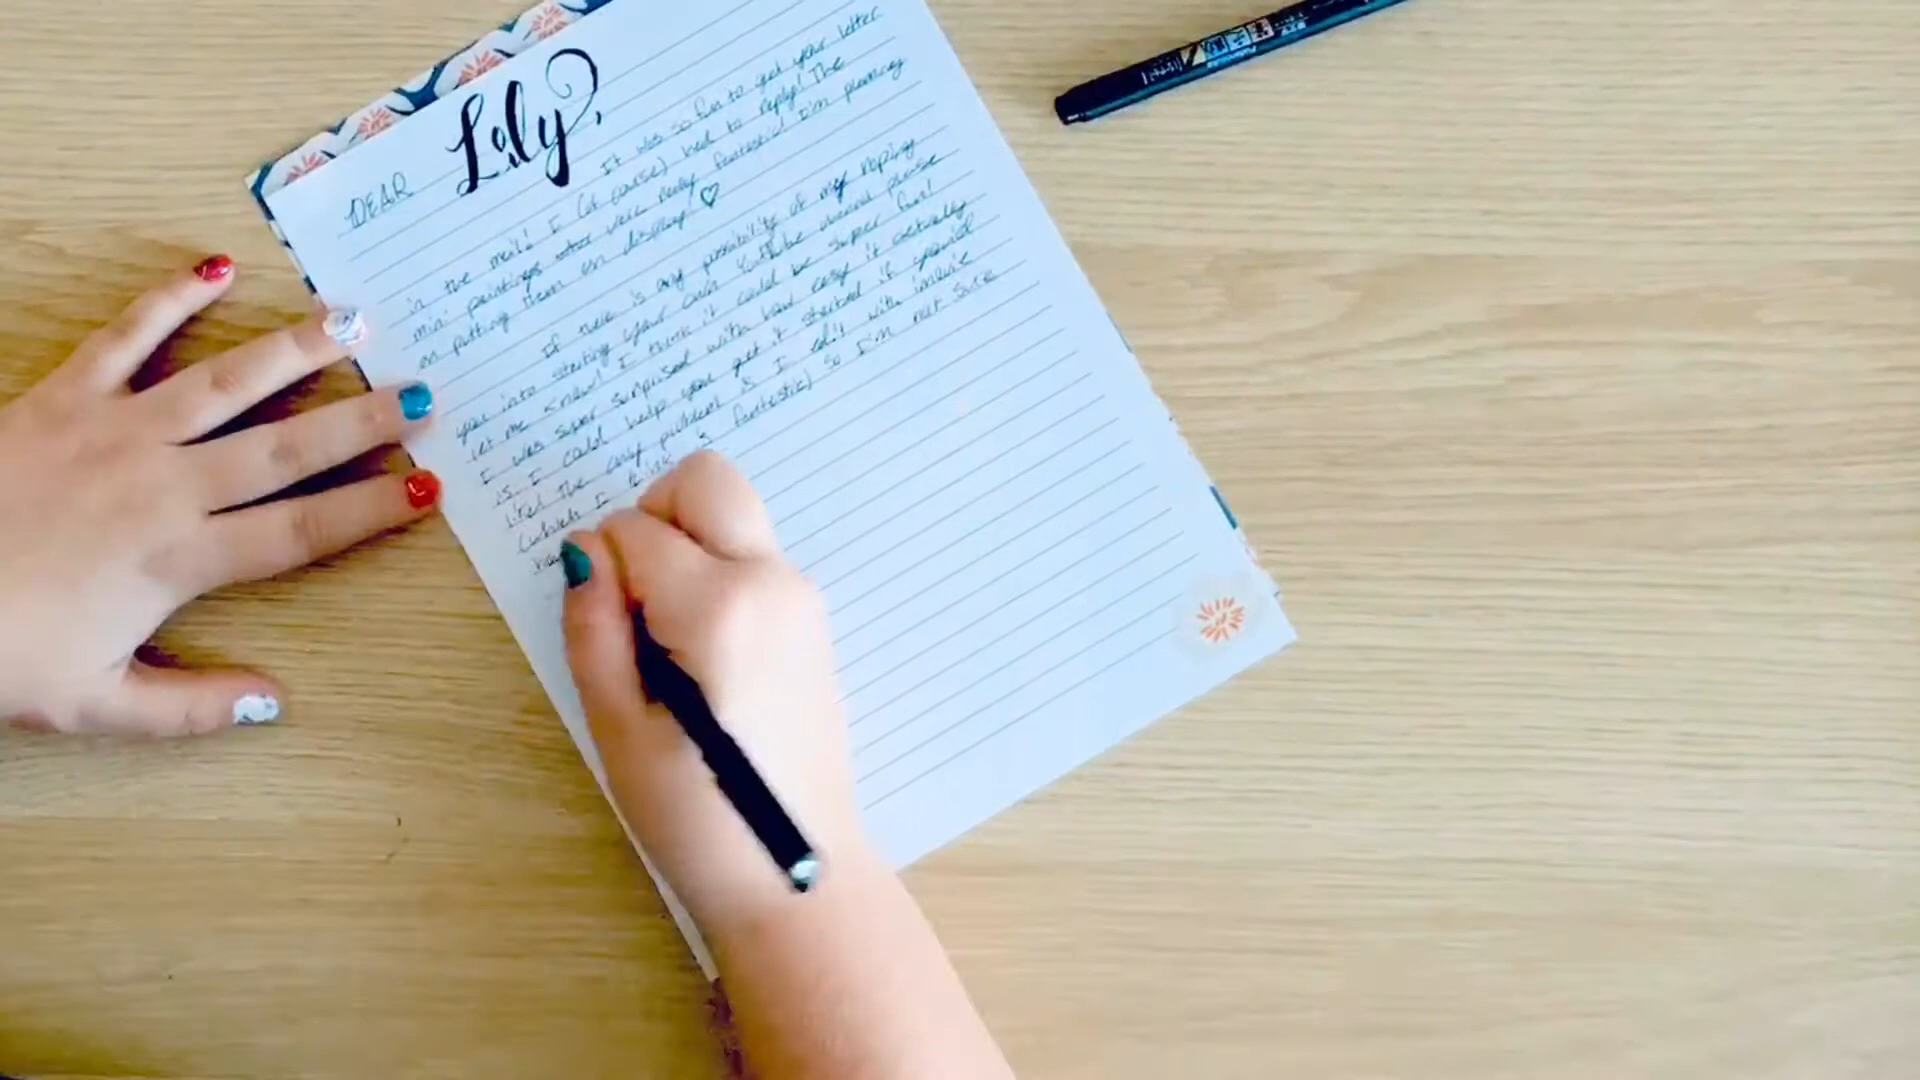 DEAR Lily,
It was so fun to get your letter
in the mail! I (of course) had to reply! The
mini paintings were really fantastic! I'm planning
on putting them on display! ♡
If there is any possibility of my roping
you into starting your own YouTube channel please
let me know! I think it could be super fun!
I was super surprised with how easy it actually
is. I could help you get it started if you'd
like! The only problem is I edit with imovie
(which I think is fantastic) so I'm not sure
how